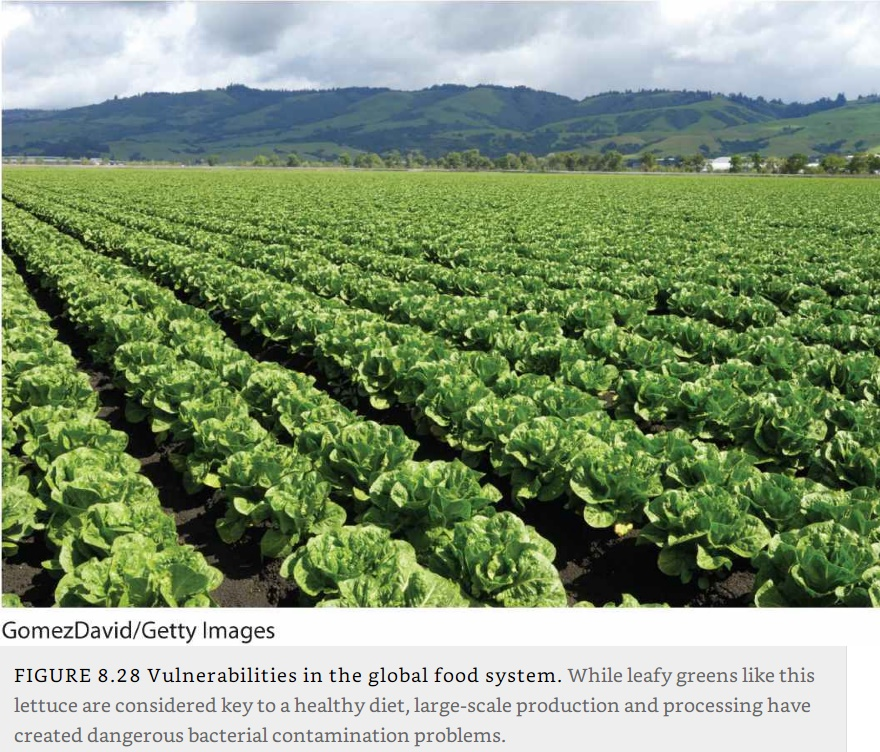 GomezDavid/Getty Images
FIGURE 8.28 Vulnerabilities in the global food system. While leafy greens like this
lettuce are considered key to a healthy diet, large-scale production and processing have
created dangerous bacterial contamination problems.